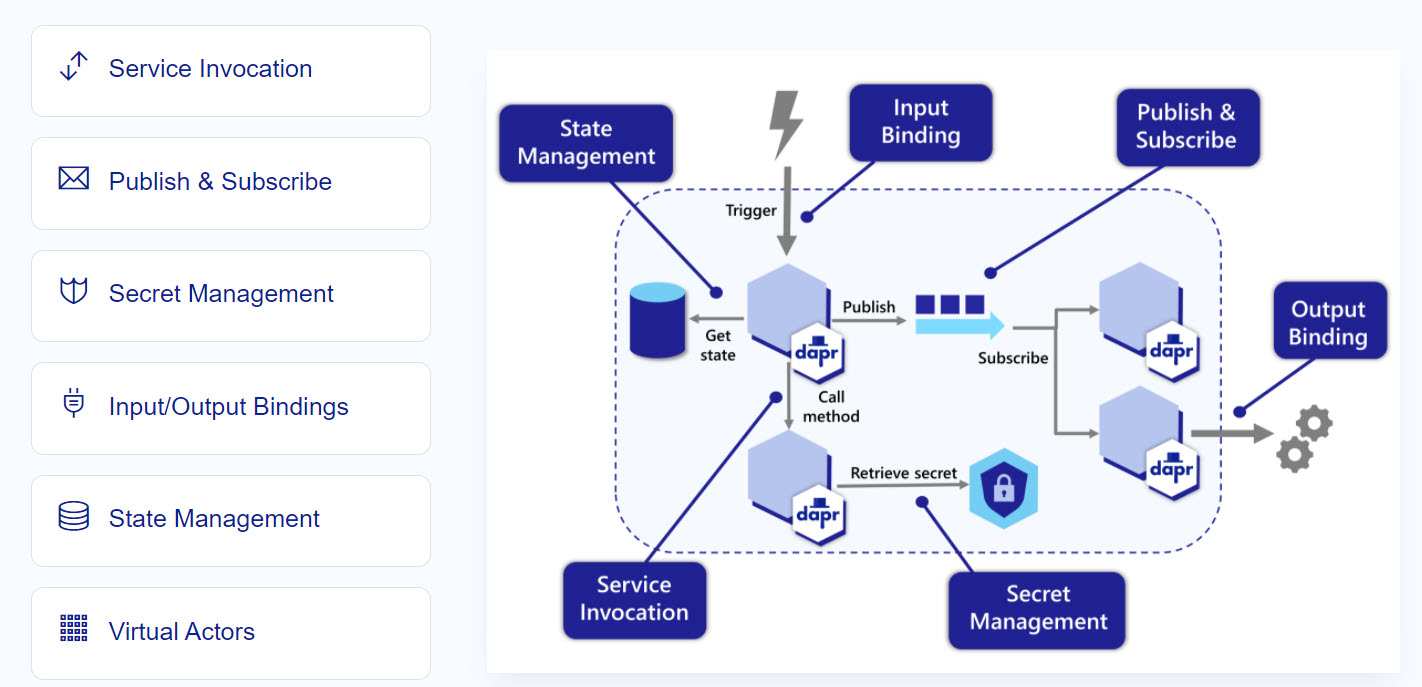 Service Invocation
Publish & Subscribe
Secret Management
Input/Output Bindings
State Management
Virtual Actors
State
Management
Input
Binding
Publish &
Subscribe
Trigger
Get
state
Publish
Subscribe
dapr
dapr
Output
Binding
Call
method
dapr
Retrieve secret
dapr
Service
Invocation
Secret
Management